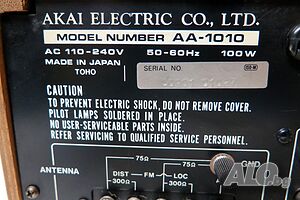 AKAI ELECTRIC CO., LTD.
MODEL NUMBER AA-1010
AC 110-240V 50-60Hz 100W
MADE IN JAPAN
TOHO
SERIAL NO.
CAUTION
TO PREVENT ELECTRIC SHOCK, DO NOT REMOVE COVER.
PILOT LAMPS SOLDERED IN PLACE.
NO USER-SERVICEABLE PARTS INSIDE.
REFER SERVICING TO QUALIFIED SERVICE PERSONNEL.
ANTENNA 75Ω 75Ω GND
DIST FM LOC
300Ω 300Ω
ALO.bg